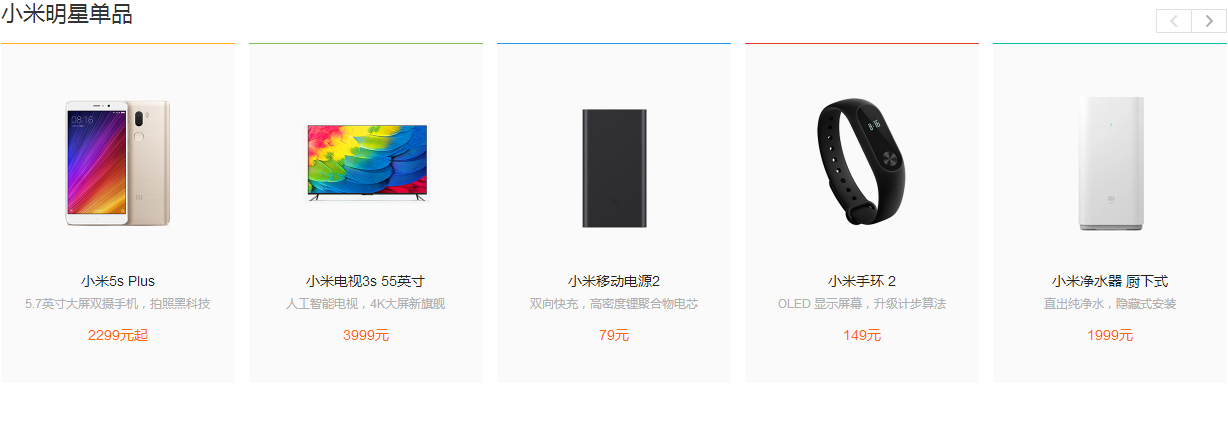 小米明星单品
08:16
小米5s Plus
5.7英寸大屏双摄手机，拍照黑科技
2299元起
小米电视3s 55英寸
人工智能电视，4K大屏新旗舰
3999元
小米移动电源2
双向快充，高密度锂聚合物电芯
79元
小米手环 2
OLED 显示屏幕，升级计步算法
149元
小米净水器 厨下式
直出纯净水，隐藏式安装
1999元